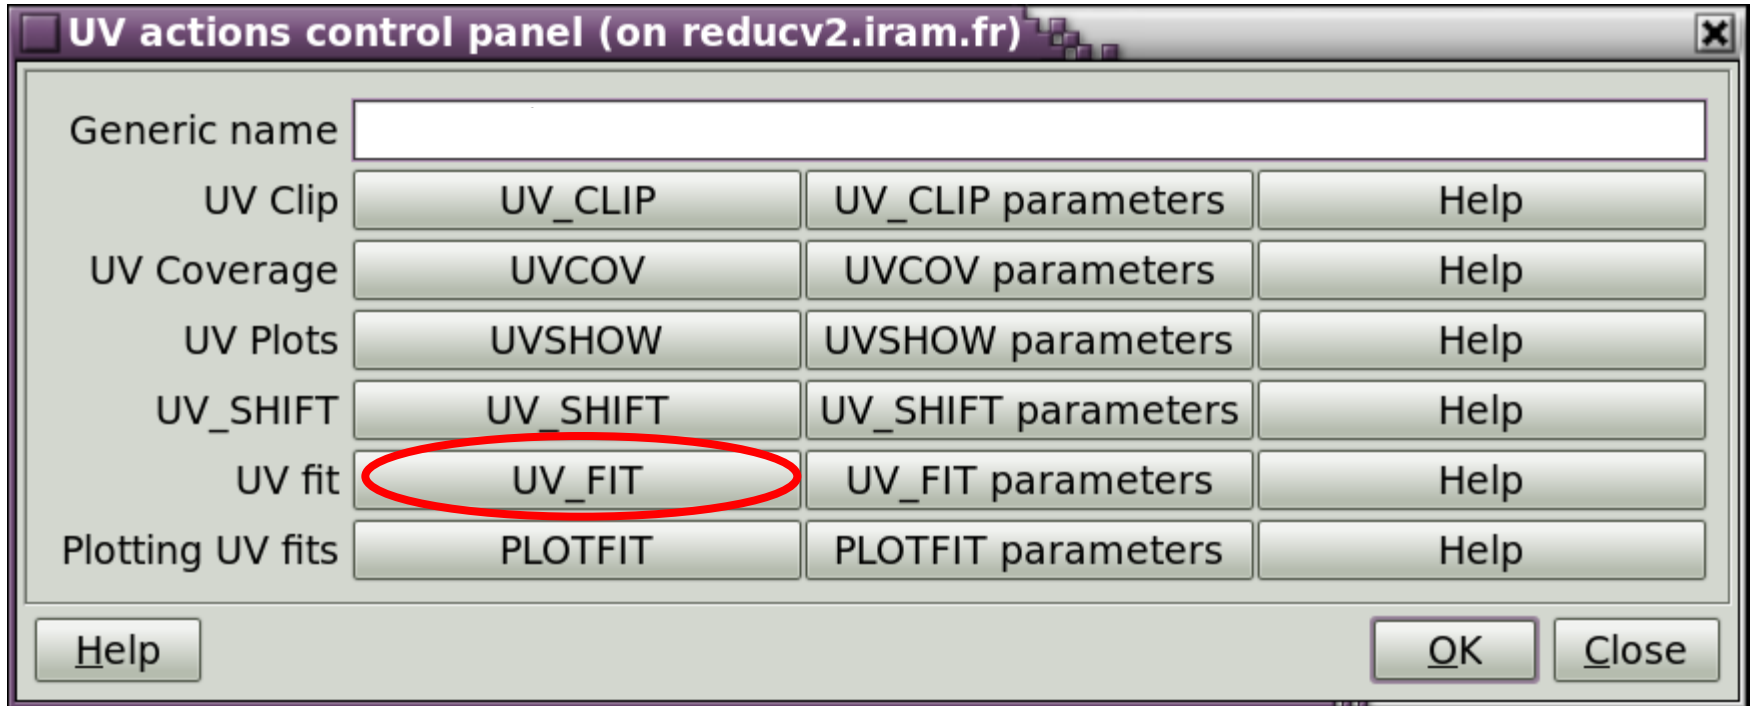 UV actions control panel (on reducv2.iram.fr)
Generic name
UV Clip UV_CLIP UV_CLIP parameters Help
UV Coverage UVCOV UVCOV parameters Help
UV Plots UVSHOW UVSHOW parameters Help
UV_SHIFT UV_SHIFT UV_SHIFT parameters Help
UV fit UV_FIT UV_FIT parameters Help
Plotting UV fits PLOTFIT PLOTFIT parameters Help
Help OK Close